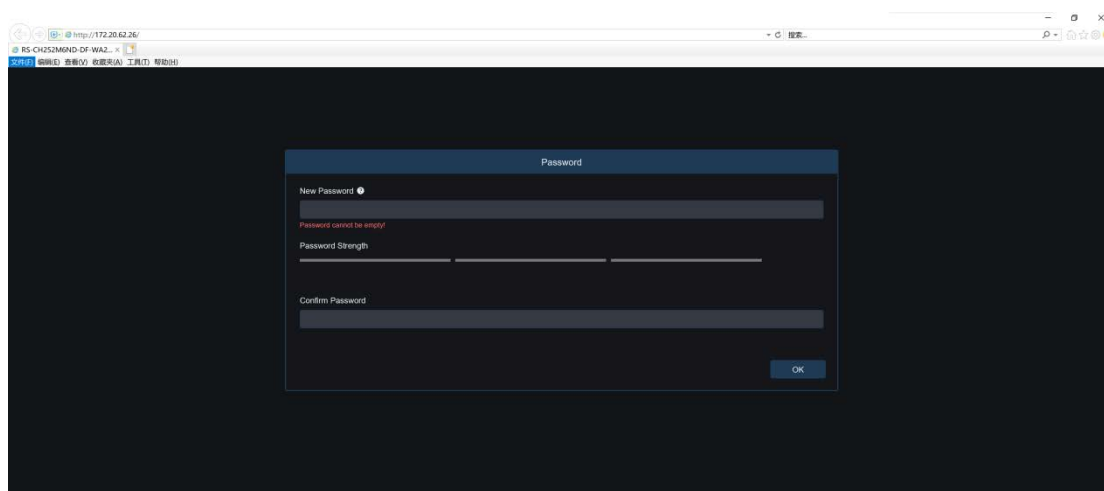 http://172.20.62.26/
搜索...
RS-CH252M6ND-DF-WA2...
文件(F) 编辑(E) 查看(V) 收藏夹(A) 工具(T) 帮助(H)
Password
New Password
Password cannot be empty!
Password Strength
Confirm Password
OK